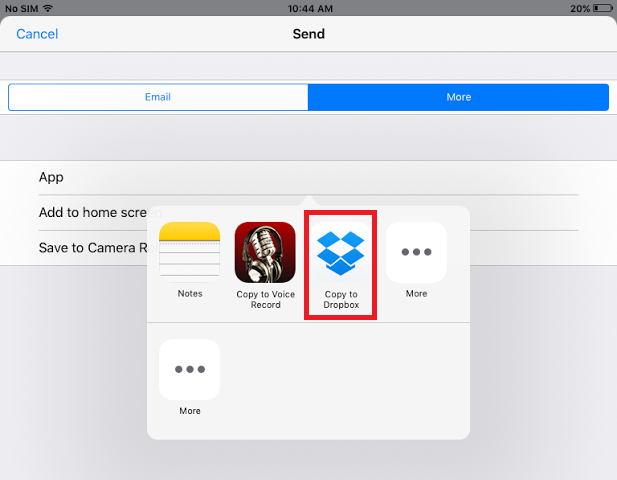 No SIM 10:44 AM 20%
Cancel Send
Email More
App
Add to home screen
Save to Camera R
Notes Copy to Voice Record Copy to Dropbox More
More